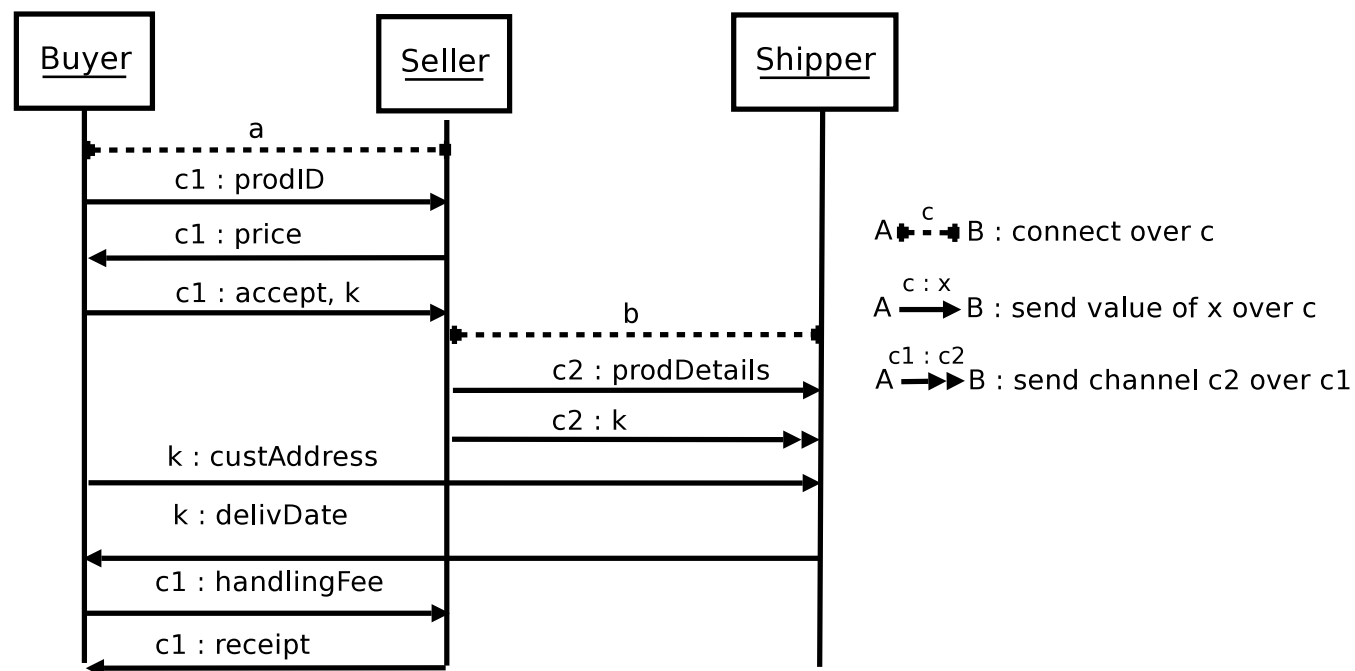 Buyer
Seller
Shipper
a
c1 : prodID
c1 : price
c1 : accept, k
b
c2 : prodDetails
c2 : k
k : custAddress
k : delivDate
c1 : handlingFee
c1 : receipt
c
A B : connect over c
c : x
A B : send value of x over c
c1 : c2
A B : send channel c2 over c1